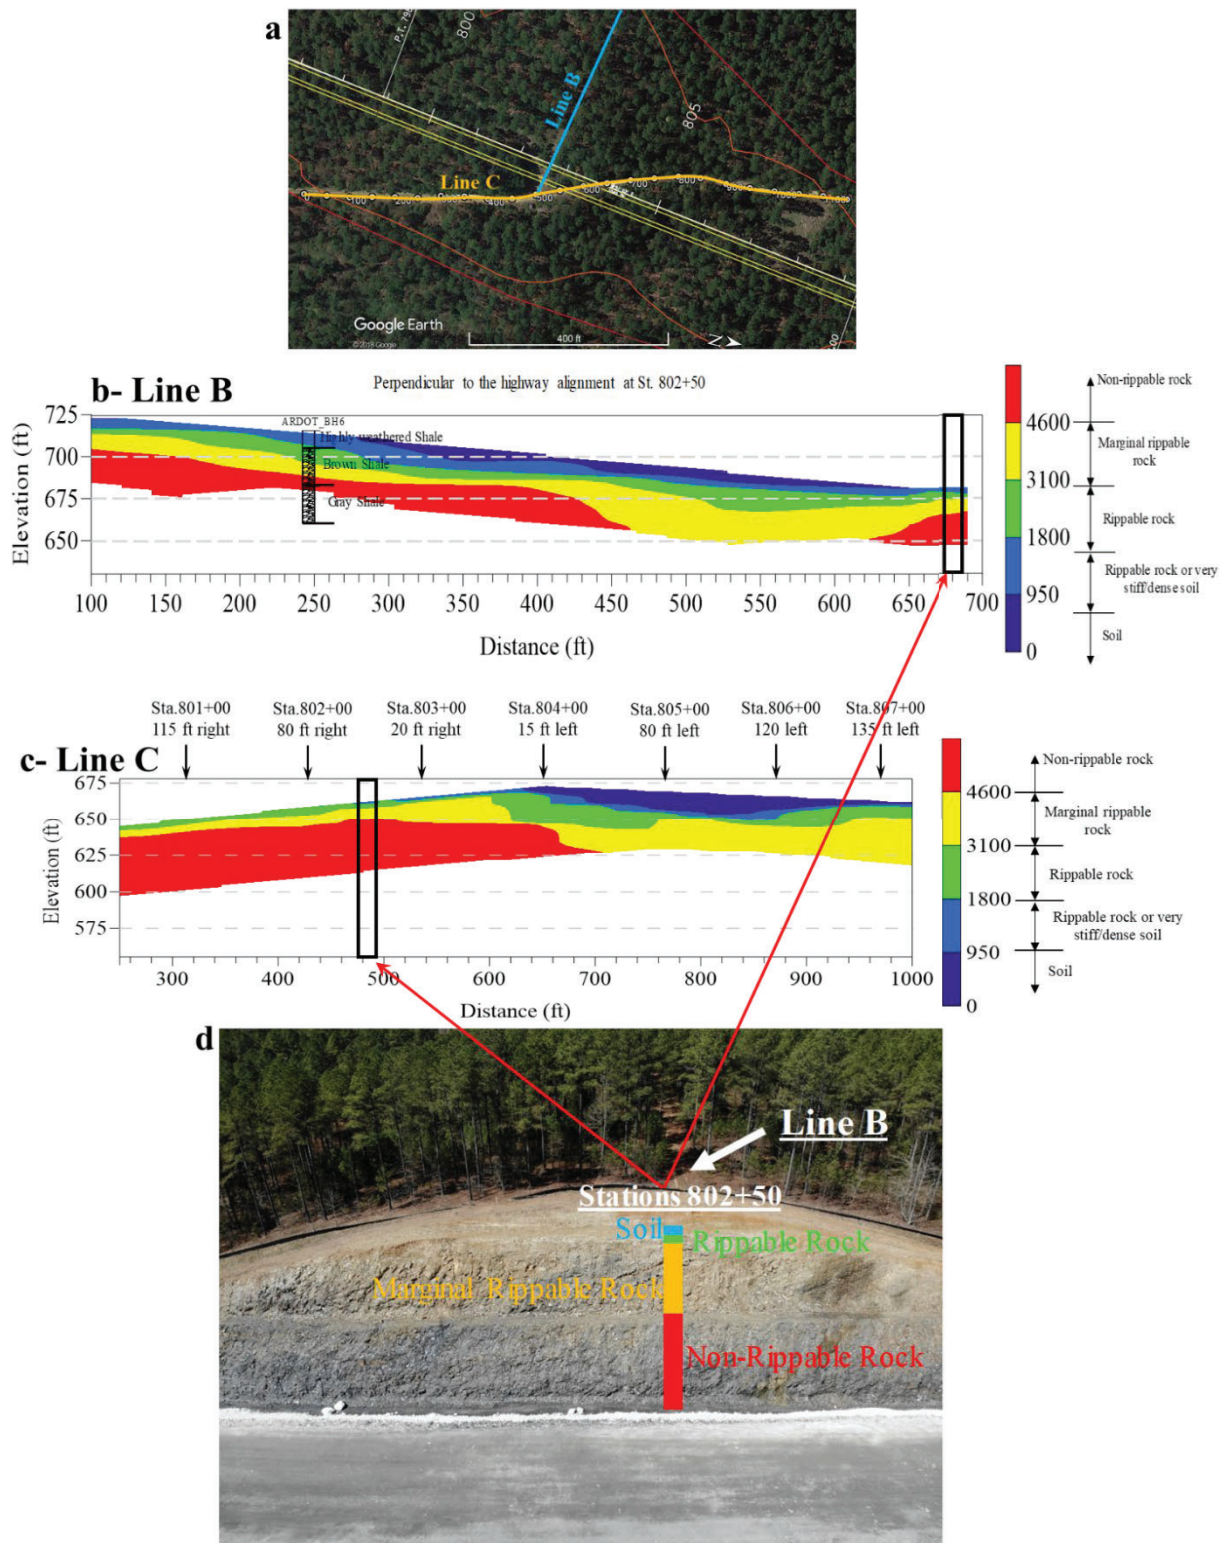 a
800
805
Line B
Line C
0
100
200
400
500
600
700
800
Google Earth
©2018 Google
400 ft
N
b- Line B
Perpendicular to the highway alignment at St. 802+50
725
700
675
650
Elevation (ft)
ARDOT_BH6
Highly weathered Shale
Brown Shale
Gray Shale
100 150 200 250 300 350 400 450 500 550 600 650 700
Distance (ft)
4600
3100
1800
950
0
Non-rippable rock
Marginal rippable
rock
Rippable rock
Rippable rock or very
stiff/dense soil
Soil
Sta.801+00
115 ft right
Sta.802+00
80 ft right
Sta.803+00
20 ft right
Sta.804+00
15 ft left
Sta.805+00
80 ft left
Sta.806+00
120 left
Sta.807+00
135 ft left
c- Line C
675
650
625
600
575
Elevation (ft)
300 400 500 600 700 800 900 1000
Distance (ft)
4600
3100
1800
950
0
Non-rippable rock
Marginal rippable
rock
Rippable rock
Rippable rock or very
stiff/dense soil
Soil
d
Line B
Stations 802+50
Soil
Rippable Rock
Marginal Rippable Rock
Non-Rippable Rock